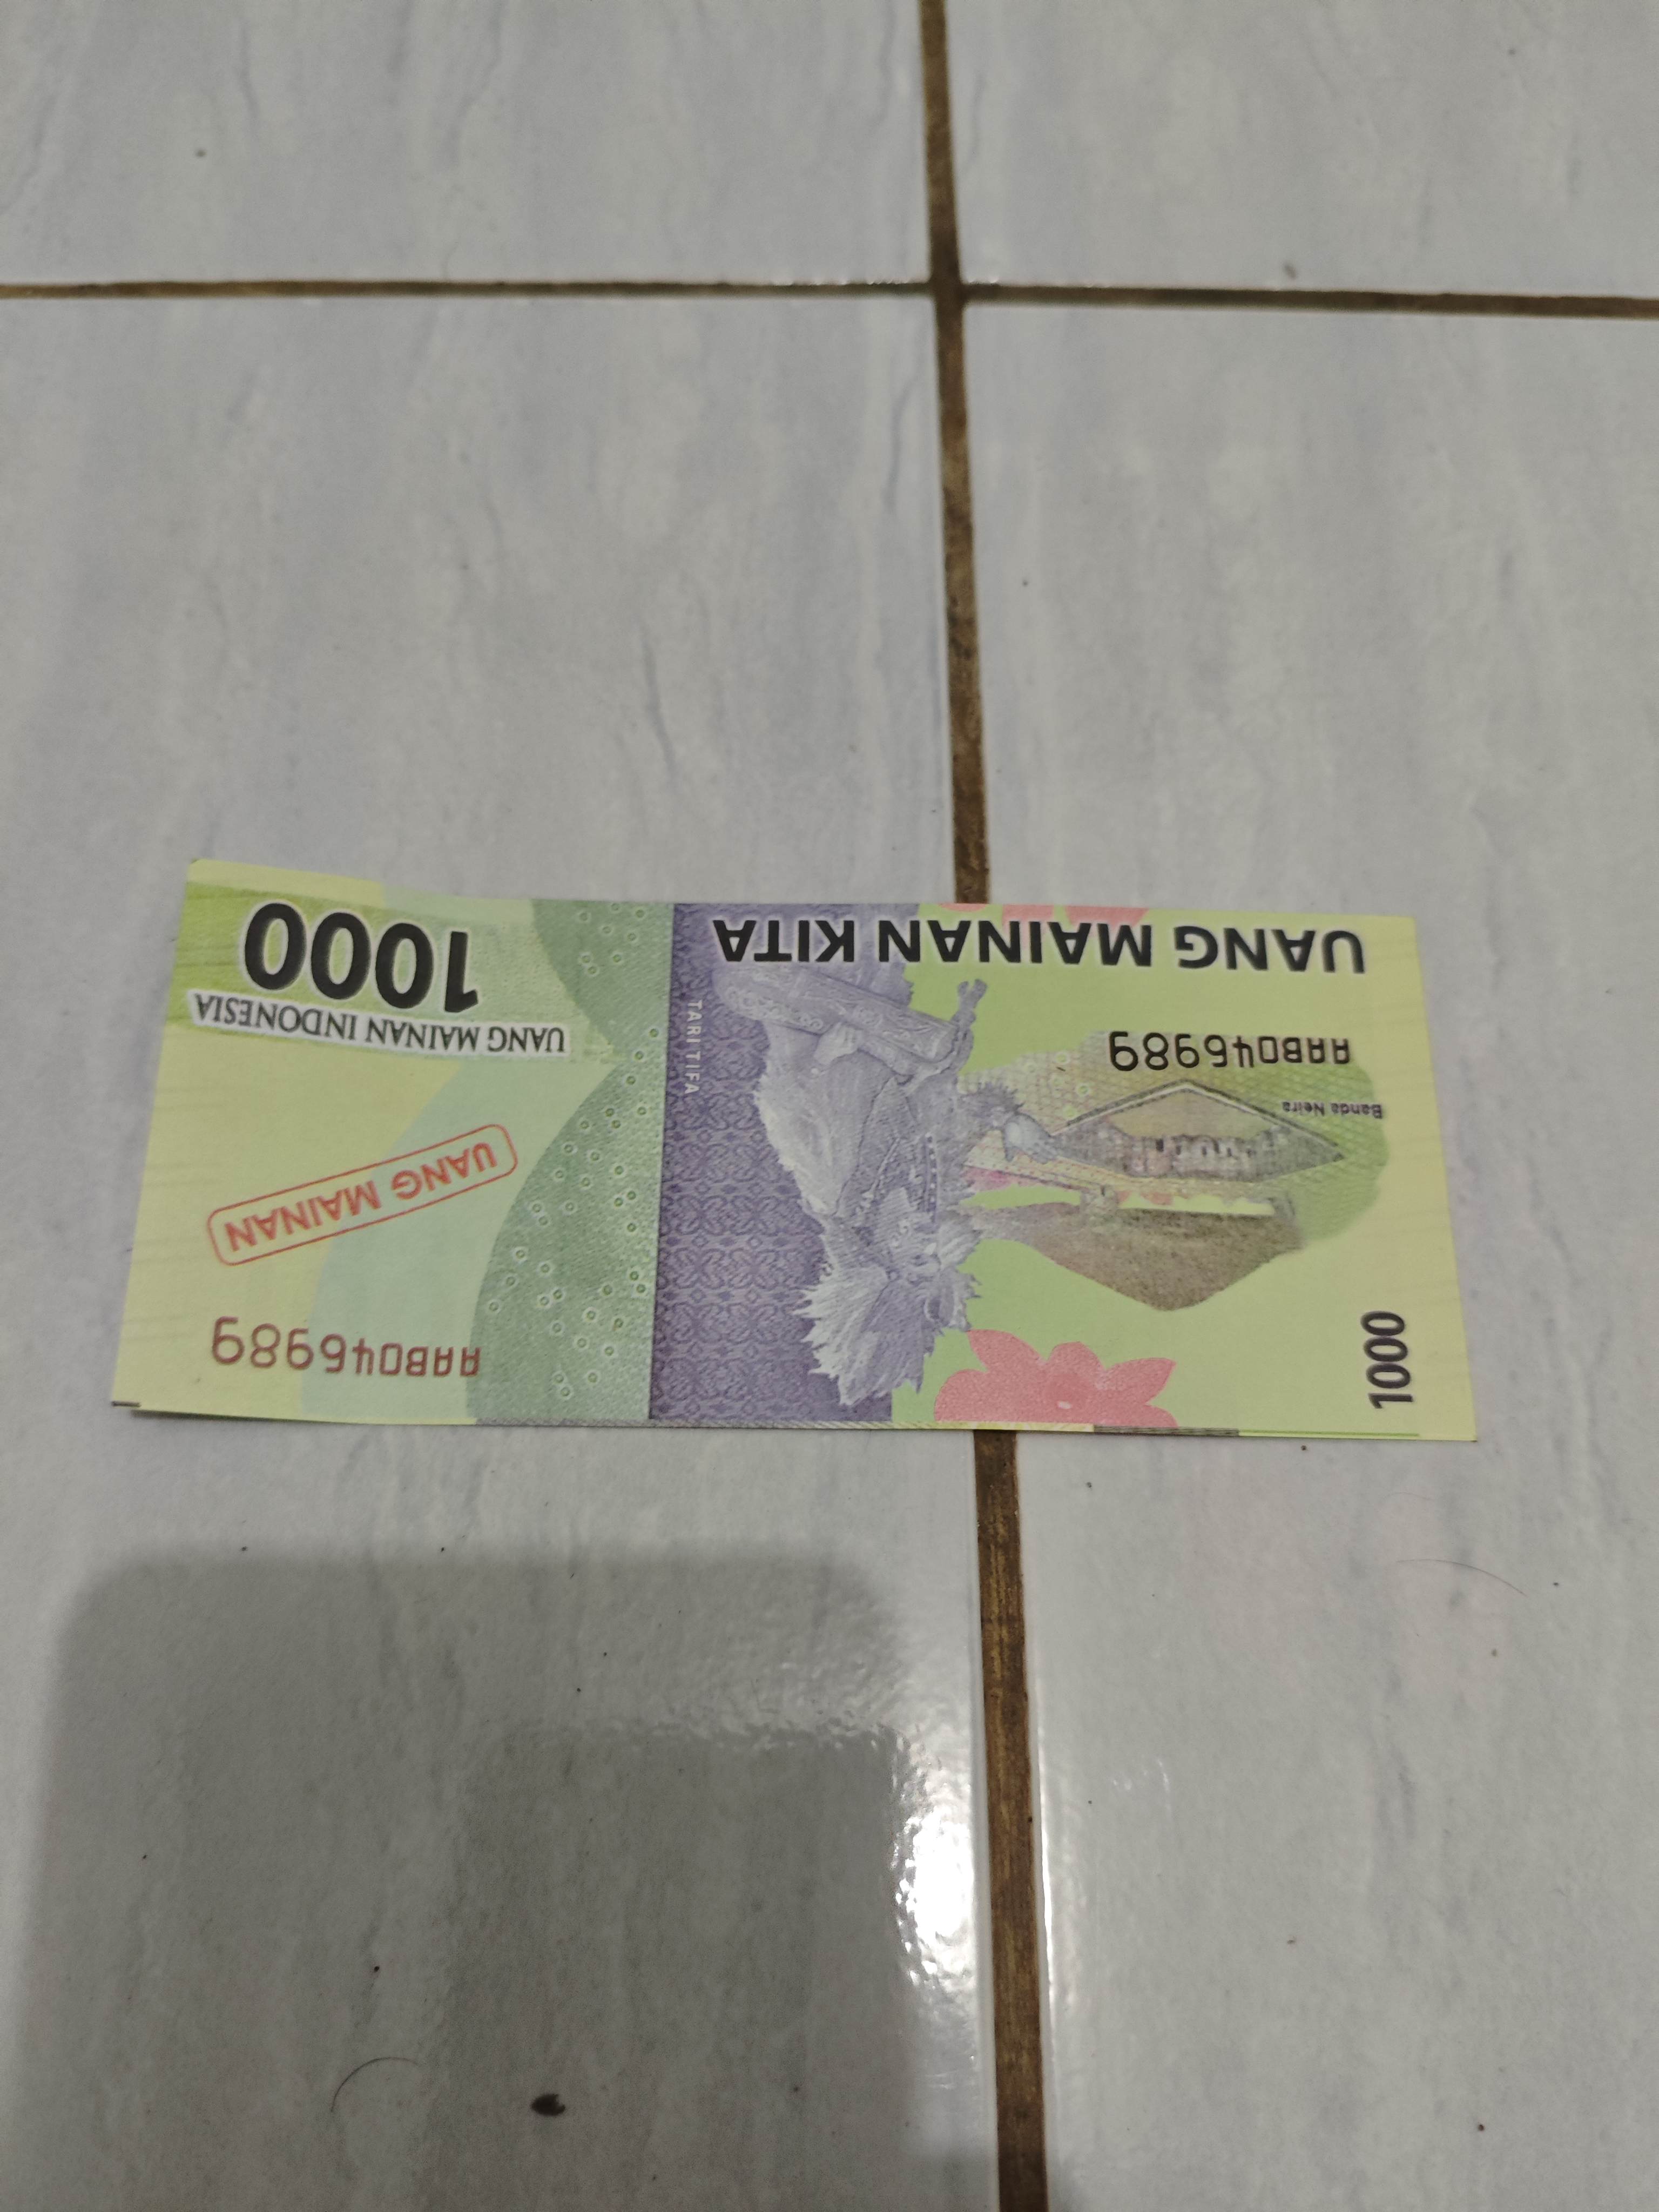 1000
UANG MAINAN KITA
AAB046989
Banda Neira
TARI TIFA
AAB046989
UANG MAINAN
UANG MAINAN INDONESIA
1000